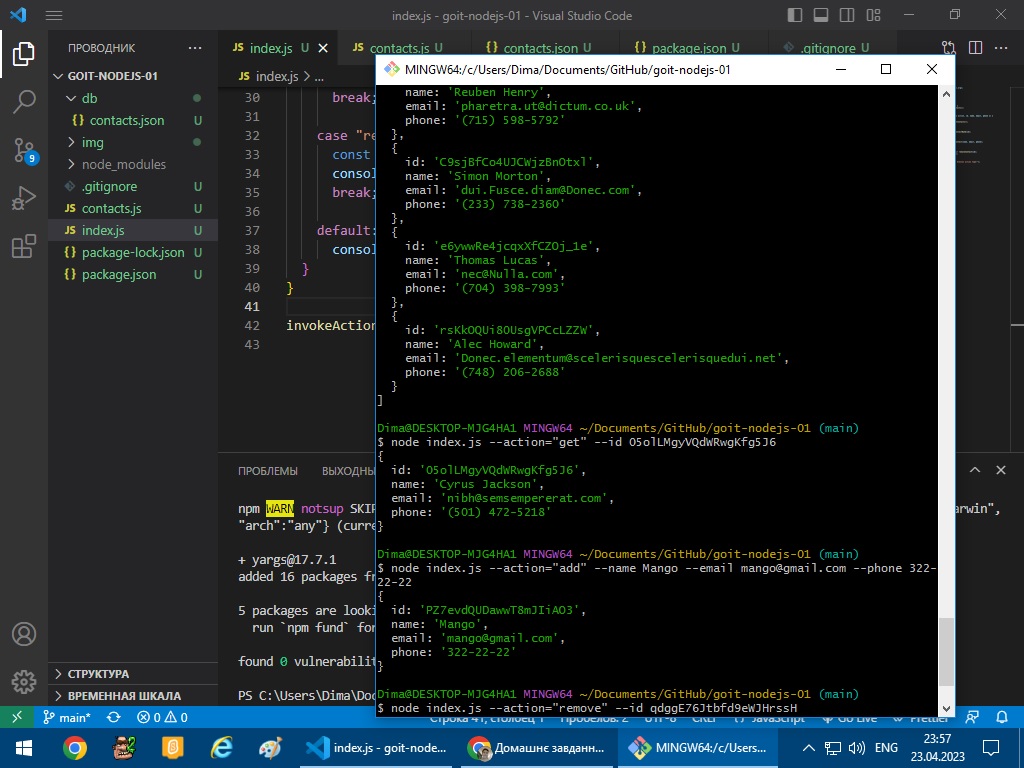 index.js - goit-nodejs-01 - Visual Studio Code
ПРОВОДНИК
GOIT-NODEJS-01
db
{} contacts.json U
img
node_modules
.gitignore U
JS contacts.js U
JS index.js U
{} package-lock.json U
{} package.json U
СТРУКТУРА
ВРЕМЕННАЯ ШКАЛА
9
JS index.js U
JS contacts.js U
{} contacts.json U
{} package.json U
.gitignore U
JS index.js > ...
30 break;
31
32 case "re
33 const
34 consol
35 break;
36
37 default:
38 consol
39 }
40 }
41
42 invokeAction
43
ПРОБЛЕМЫ ВЫХОДНЫ
npm WARN notsup SKIP
arwin",
"arch":"any"} (curre
+ yargs@17.7.1
added 16 packages fr
5 packages are looki
run `npm fund` for
found 0 vulnerabilit
PS C:\Users\Dima\Doc
MINGW64:/c/Users/Dima/Documents/GitHub/goit-nodejs-01
name: 'Reuben Henry',
email: 'pharetra.ut@dictum.co.uk',
phone: '(715) 598-5792'
},
{
id: 'C9sjBfCo4UJCWjzBnOtxl',
name: 'Simon Morton',
email: 'dui.Fusce.diam@Donec.com',
phone: '(233) 738-2360'
},
{
id: 'e6ywwRe4jcqxXfCZOj_1e',
name: 'Thomas Lucas',
email: 'nec@Nulla.com',
phone: '(704) 398-7993'
},
{
id: 'rsKkOQUi80UsgVPCcLZZW',
name: 'Alec Howard',
email: 'Donec.elementum@scelerisquescelerisquedui.net',
phone: '(748) 206-2688'
}
]
Dima@DESKTOP-MJG4HA1 MINGW64 ~/Documents/GitHub/goit-nodejs-01 (main)
$ node index.js --action="get" --id 05olLMgyVQdWRwgKfg5J6
{
id: '05olLMgyVQdWRwgKfg5J6',
name: 'Cyrus Jackson',
email: 'nibh@semsempererat.com',
phone: '(501) 472-5218'
}
Dima@DESKTOP-MJG4HA1 MINGW64 ~/Documents/GitHub/goit-nodejs-01 (main)
$ node index.js --action="add" --name Mango --email mango@gmail.com --phone 322-
22-22
{
id: 'PZ7evdQUDawwT8mJIiAO3',
name: 'Mango',
email: 'mango@gmail.com',
phone: '322-22-22'
}
Dima@DESKTOP-MJG4HA1 MINGW64 ~/Documents/GitHub/goit-nodejs-01 (main)
$ node index.js --action="remove" --id qdggE76Jtbfd9eWJHrssH
main* 0 0
Строка 41, столбец 1 UTF-8 CRLF {} JavaScript Go Live Prettier
index.js - goit-node...
Домашнє завданн...
MINGW64:/c/Users...
ENG
23:57
23.04.2023